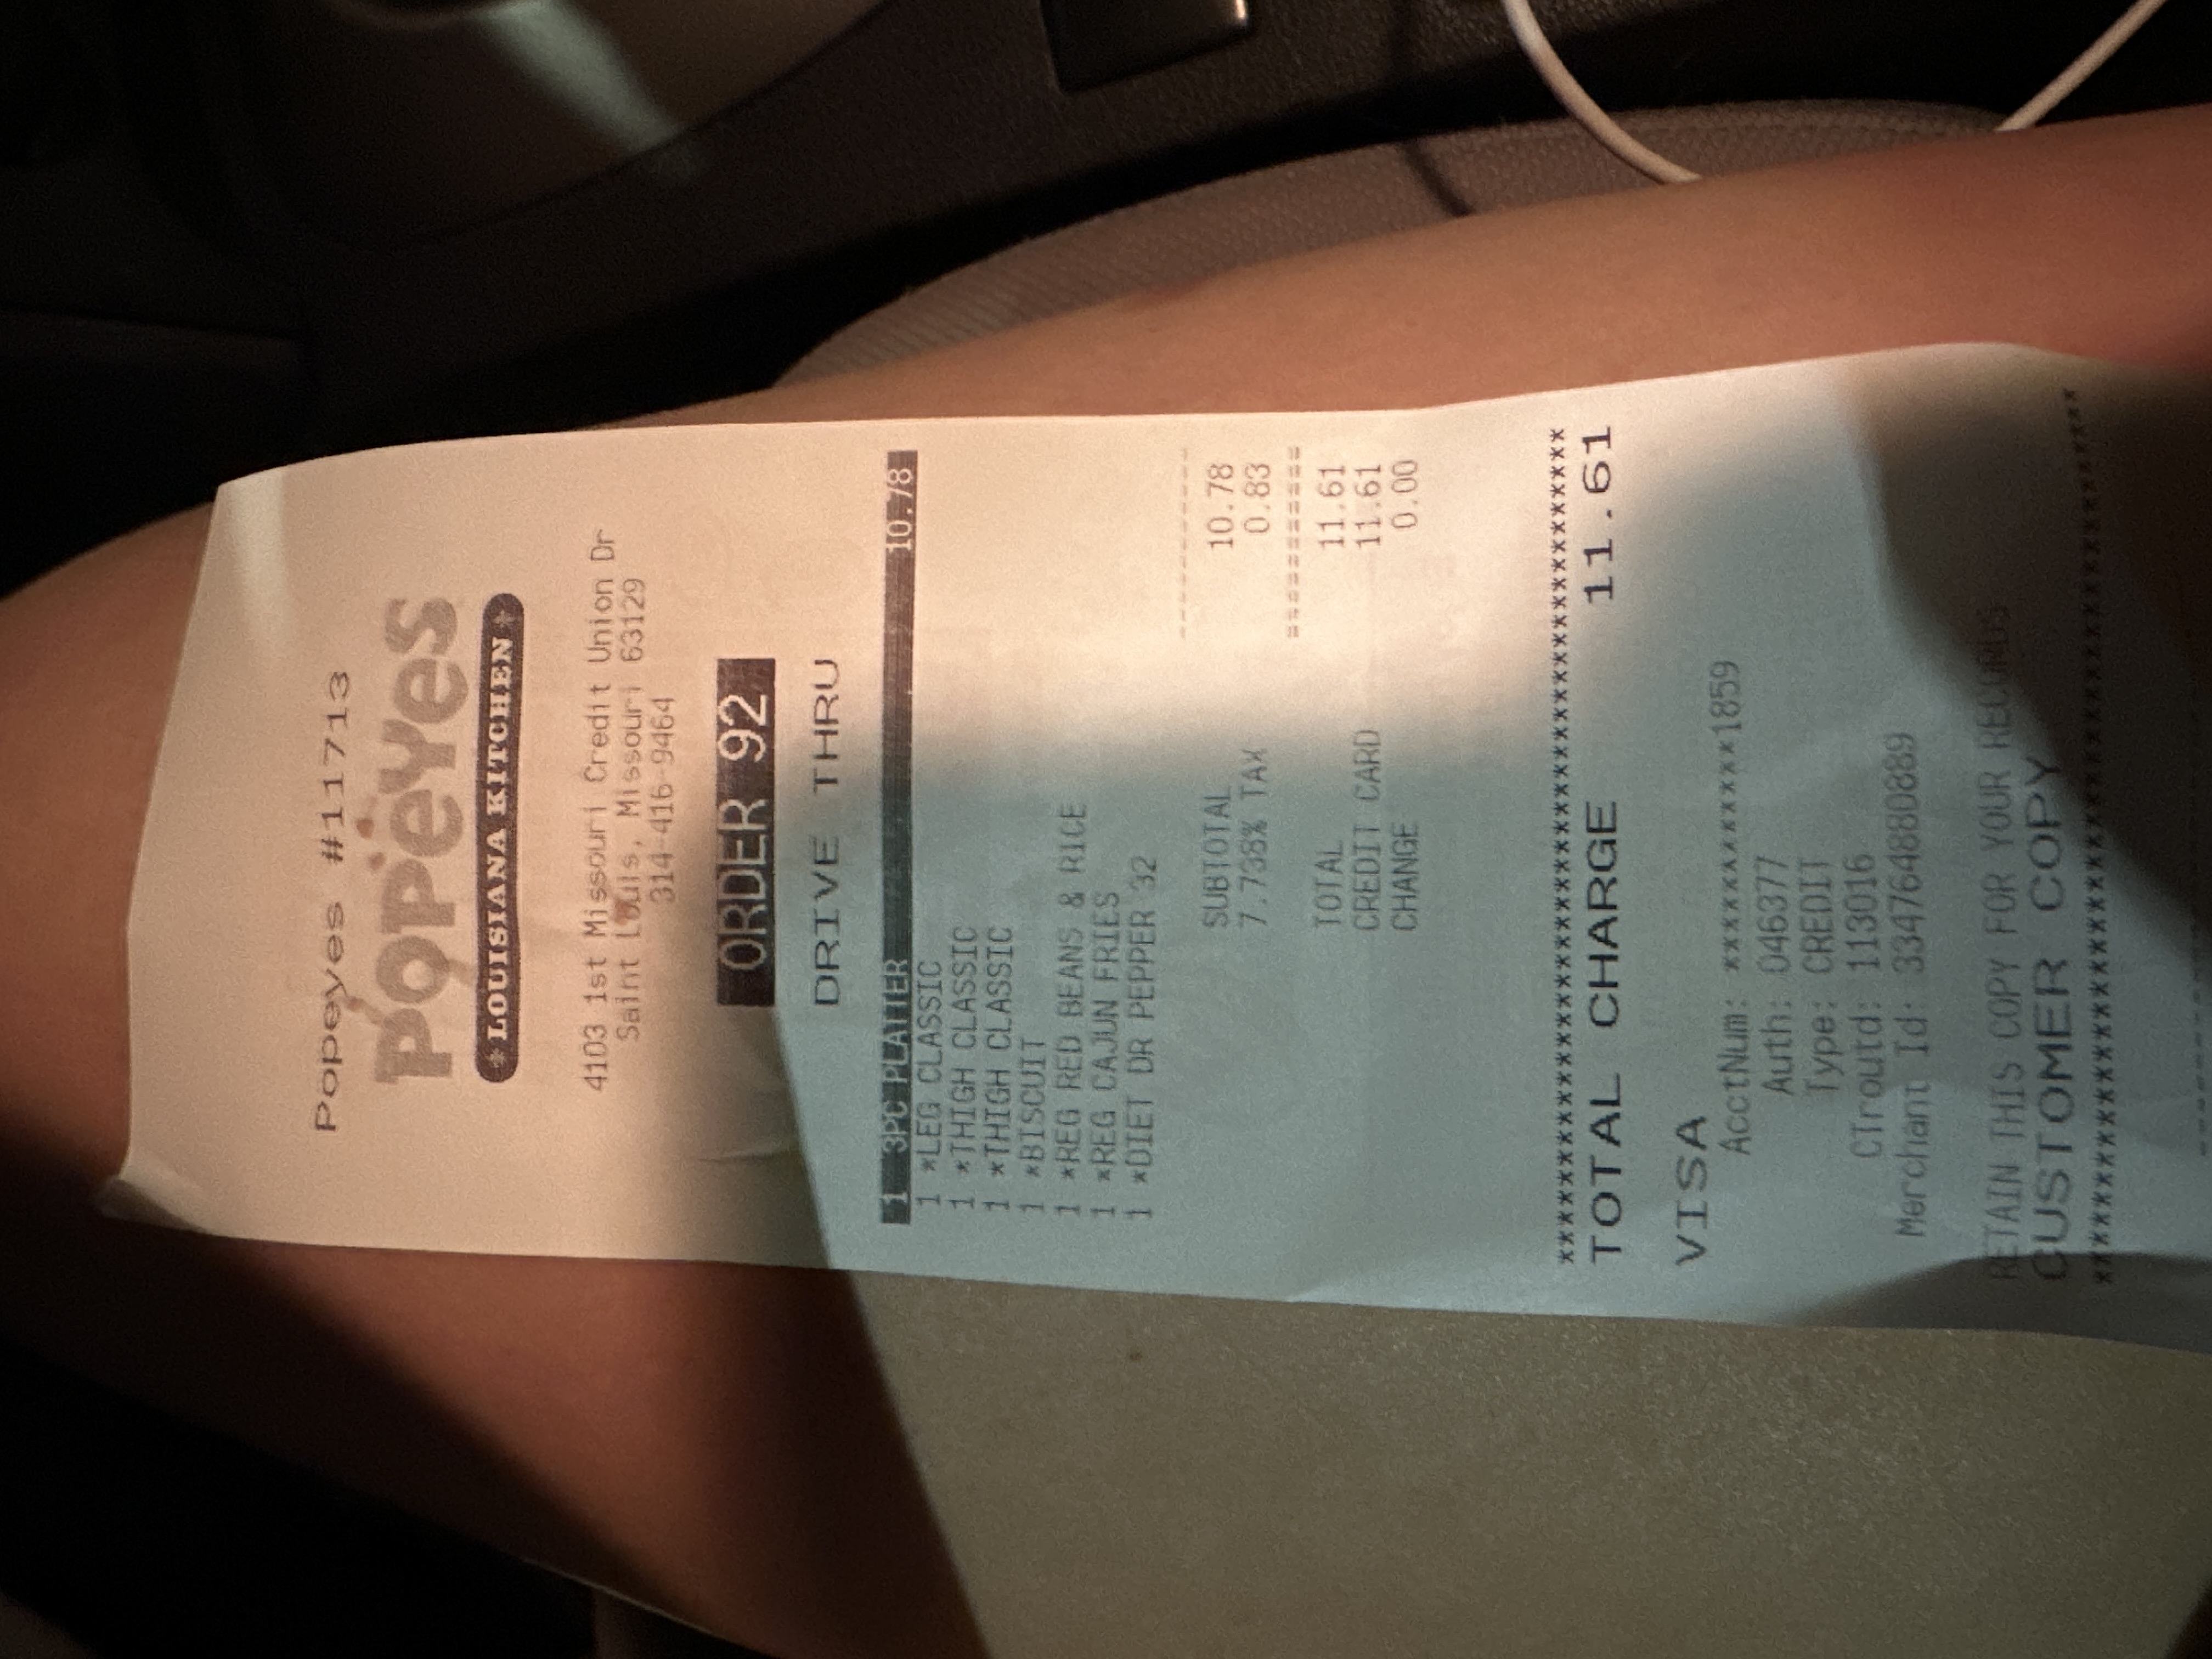 Popeyes #11713
POPEYES
LOUISIANA KITCHEN
4103 1st Missouri Credit Union Dr
Saint Louis, Missouri 63129
314-416-9464
ORDER 92
DRIVE THRU
1 3PC PLATTER 10.78
1 *LEG CLASSIC
1 *THIGH CLASSIC
1 *THIGH CLASSIC
1 *BISCUIT
1 *REG RED BEANS & RICE
1 *REG CAJUN FRIES
1 *DIET DR PEPPER 32
SUBTOTAL 10.78
7.738% TAX 0.83
TOTAL 11.61
CREDIT CARD 11.61
CHANGE 0.00
TOTAL CHARGE 11.61
VISA
AcctNum: ************1859
Auth: 046377
Type: CREDIT
CTroutd: 113016
Merchant Id: 334764880889
RETAIN THIS COPY FOR YOUR RECORDS
CUSTOMER COPY